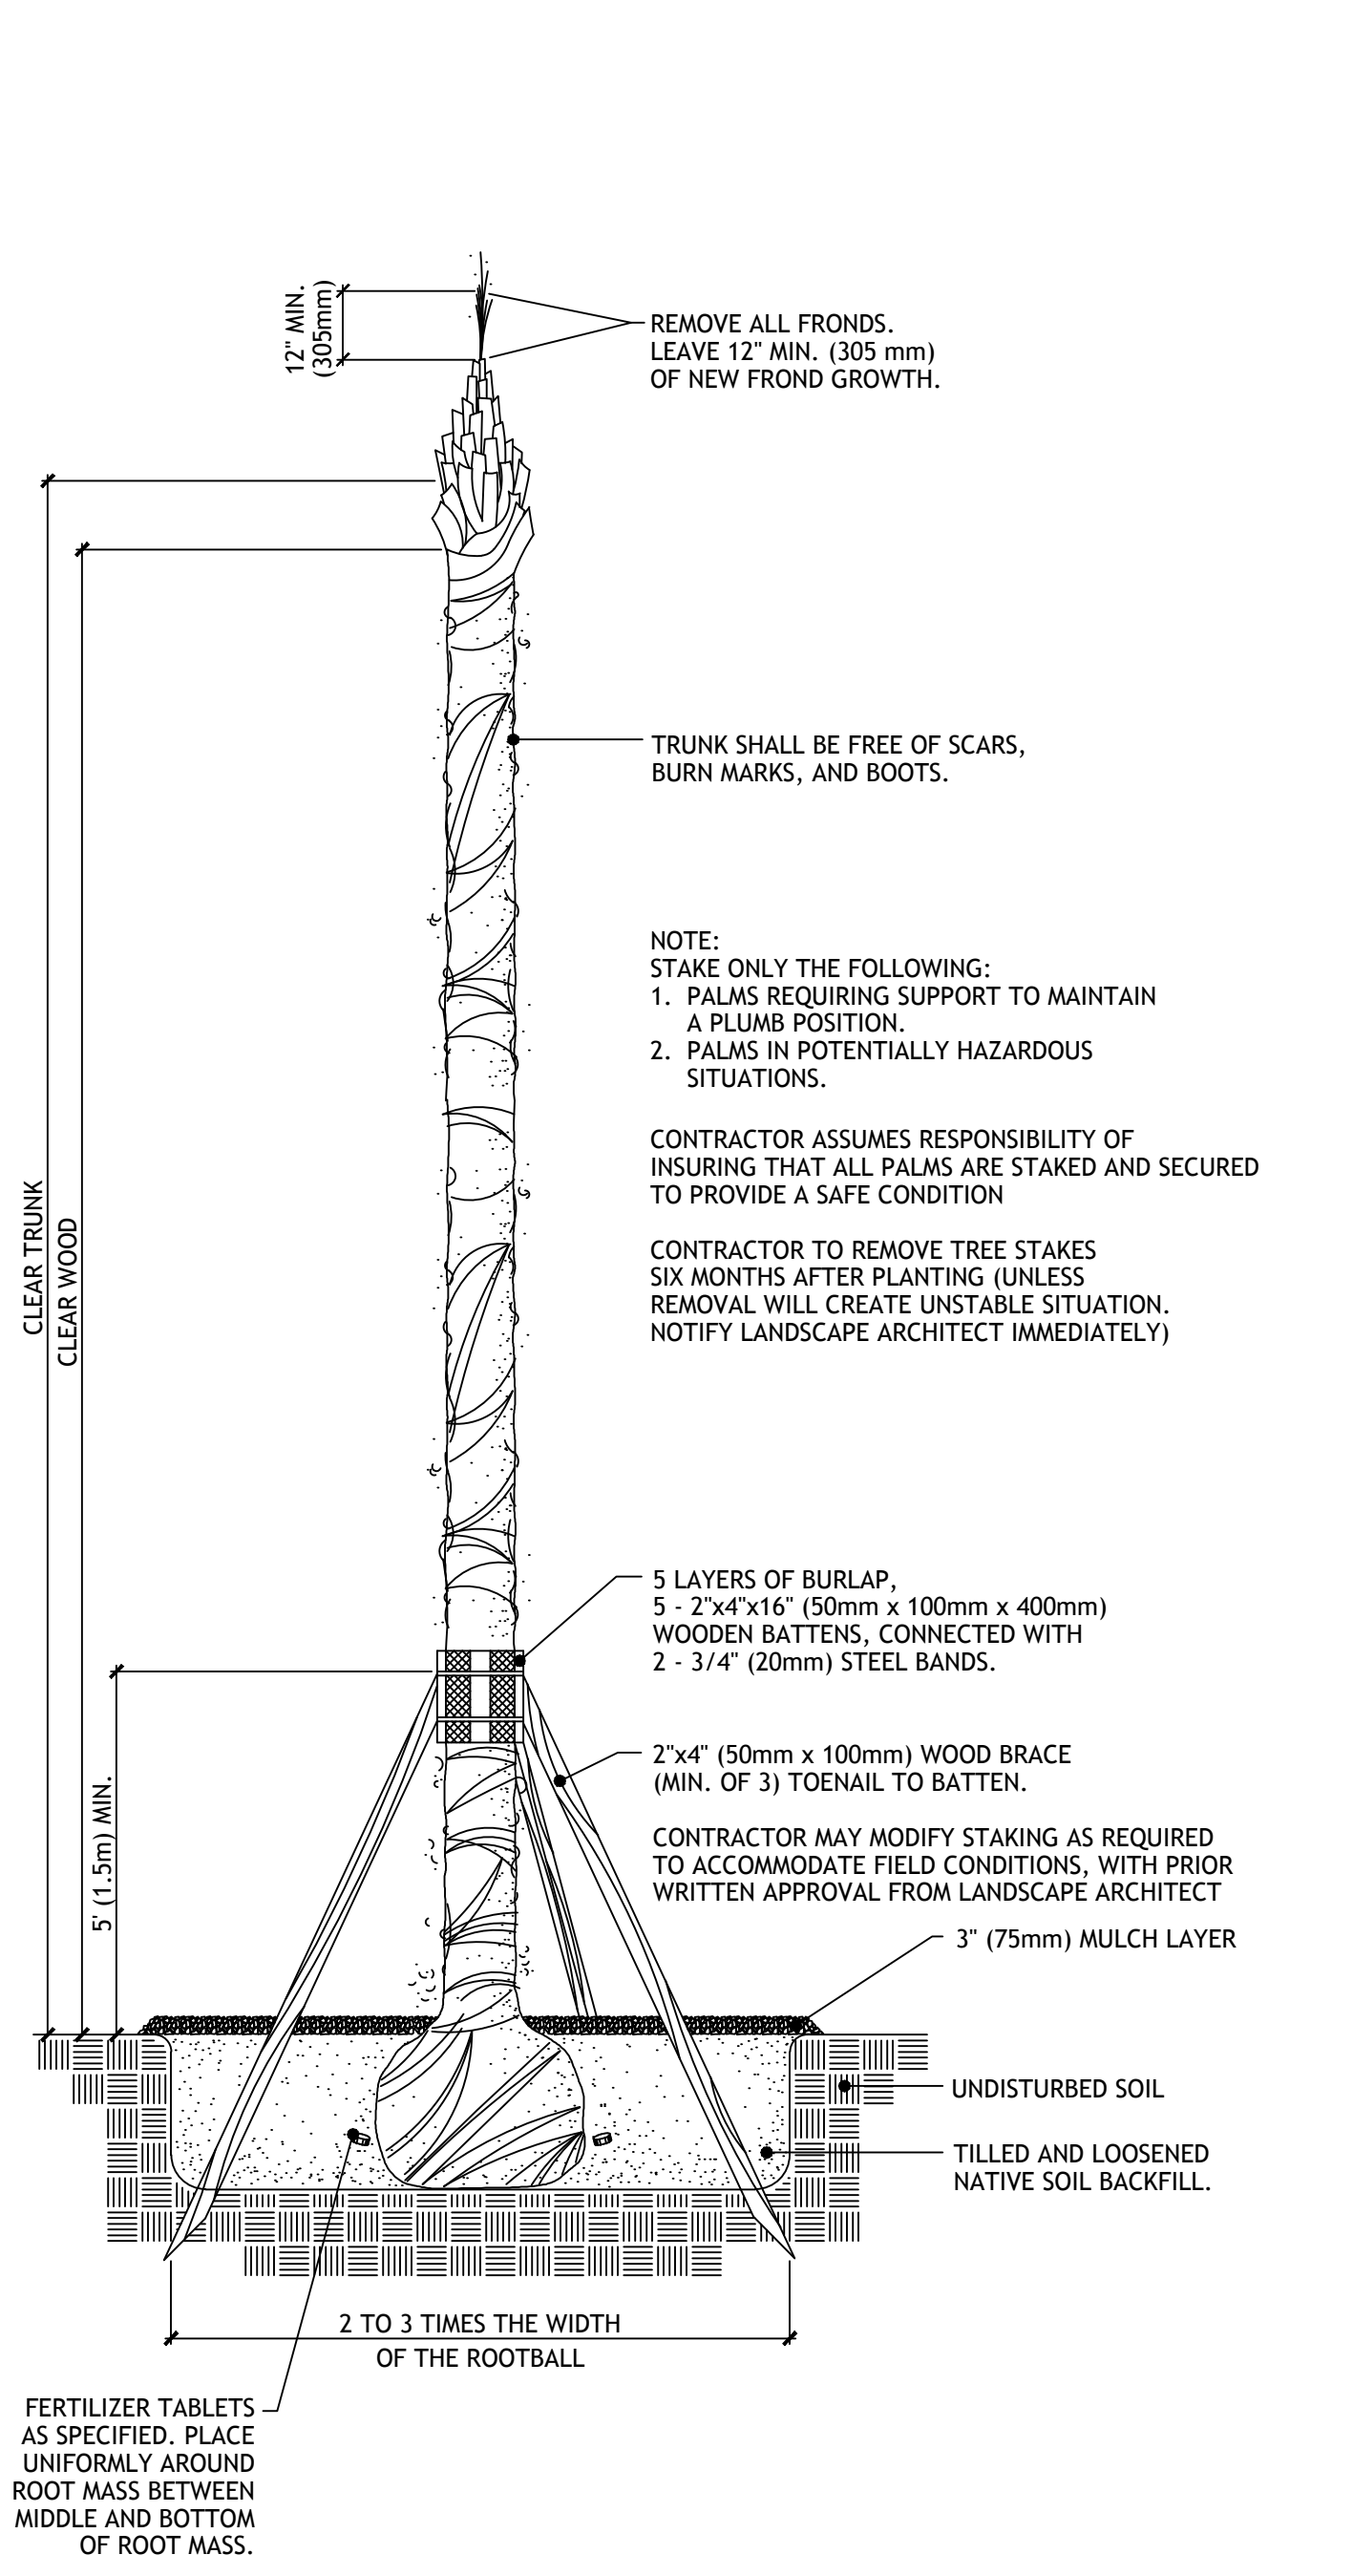 12" MIN.
(305mm)
REMOVE ALL FRONDS.
LEAVE 12" MIN. (305 mm)
OF NEW FROND GROWTH.
TRUNK SHALL BE FREE OF SCARS,
BURN MARKS, AND BOOTS.
NOTE:
STAKE ONLY THE FOLLOWING:
1. PALMS REQUIRING SUPPORT TO MAINTAIN
A PLUMB POSITION.
2. PALMS IN POTENTIALLY HAZARDOUS
SITUATIONS.
CONTRACTOR ASSUMES RESPONSIBILITY OF
INSURING THAT ALL PALMS ARE STAKED AND SECURED
TO PROVIDE A SAFE CONDITION
CONTRACTOR TO REMOVE TREE STAKES
SIX MONTHS AFTER PLANTING (UNLESS
REMOVAL WILL CREATE UNSTABLE SITUATION.
NOTIFY LANDSCAPE ARCHITECT IMMEDIATELY)
CLEAR TRUNK
CLEAR WOOD
5 LAYERS OF BURLAP,
5 - 2"x4"x16" (50mm x 100mm x 400mm)
WOODEN BATTENS, CONNECTED WITH
2 - 3/4" (20mm) STEEL BANDS.
2"x4" (50mm x 100mm) WOOD BRACE
(MIN. OF 3) TOENAIL TO BATTEN.
CONTRACTOR MAY MODIFY STAKING AS REQUIRED
TO ACCOMMODATE FIELD CONDITIONS, WITH PRIOR
WRITTEN APPROVAL FROM LANDSCAPE ARCHITECT
5' (1.5m) MIN.
3" (75mm) MULCH LAYER
UNDISTURBED SOIL
TILLED AND LOOSENED
NATIVE SOIL BACKFILL.
2 TO 3 TIMES THE WIDTH
OF THE ROOTBALL
FERTILIZER TABLETS
AS SPECIFIED. PLACE
UNIFORMLY AROUND
ROOT MASS BETWEEN
MIDDLE AND BOTTOM
OF ROOT MASS.